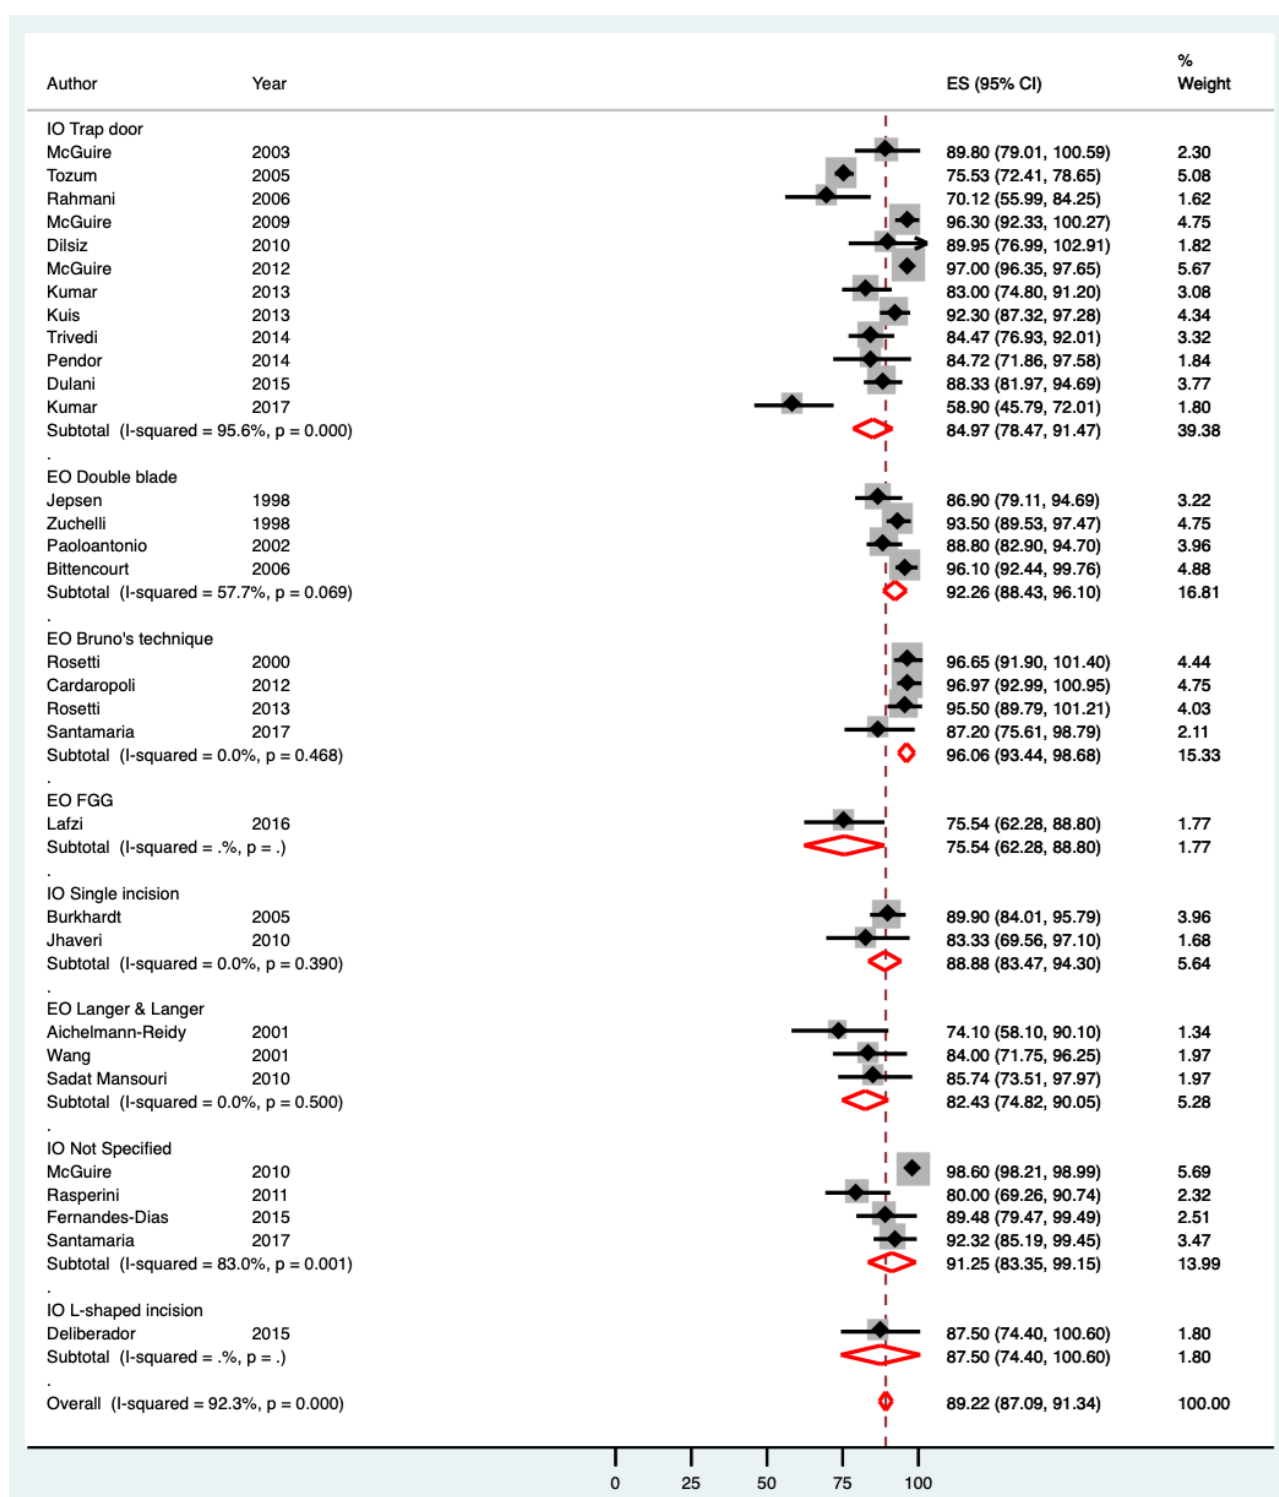 %
Author Year ES (95% CI) Weight
IO Trap door
McGuire 2003 89.80 (79.01, 100.59) 2.30
Tozum 2005 75.53 (72.41, 78.65) 5.08
Rahmani 2006 70.12 (55.99, 84.25) 1.62
McGuire 2009 96.30 (92.33, 100.27) 4.75
Dilsiz 2010 89.95 (76.99, 102.91) 1.82
McGuire 2012 97.00 (96.35, 97.65) 5.67
Kumar 2013 83.00 (74.80, 91.20) 3.08
Kuis 2013 92.30 (87.32, 97.28) 4.34
Trivedi 2014 84.47 (76.93, 92.01) 3.32
Pendor 2014 84.72 (71.86, 97.58) 1.84
Dulani 2015 88.33 (81.97, 94.69) 3.77
Kumar 2017 58.90 (45.79, 72.01) 1.80
Subtotal (I-squared = 95.6%, p = 0.000) 84.97 (78.47, 91.47) 39.38
.
EO Double blade
Jepsen 1998 86.90 (79.11, 94.69) 3.22
Zuchelli 1998 93.50 (89.53, 97.47) 4.75
Paoloantonio 2002 88.80 (82.90, 94.70) 3.96
Bittencourt 2006 96.10 (92.44, 99.76) 4.88
Subtotal (I-squared = 57.7%, p = 0.069) 92.26 (88.43, 96.10) 16.81
.
EO Bruno's technique
Rosetti 2000 96.65 (91.90, 101.40) 4.44
Cardaropoli 2012 96.97 (92.99, 100.95) 4.75
Rosetti 2013 95.50 (89.79, 101.21) 4.03
Santamaria 2017 87.20 (75.61, 98.79) 2.11
Subtotal (I-squared = 0.0%, p = 0.468) 96.06 (93.44, 98.68) 15.33
.
EO FGG
Lafzi 2016 75.54 (62.28, 88.80) 1.77
Subtotal (I-squared = .%, p = .) 75.54 (62.28, 88.80) 1.77
.
IO Single incision
Burkhardt 2005 89.90 (84.01, 95.79) 3.96
Jhaveri 2010 83.33 (69.56, 97.10) 1.68
Subtotal (I-squared = 0.0%, p = 0.390) 88.88 (83.47, 94.30) 5.64
.
EO Langer & Langer
Aichelmann-Reidy 2001 74.10 (58.10, 90.10) 1.34
Wang 2001 84.00 (71.75, 96.25) 1.97
Sadat Mansouri 2010 85.74 (73.51, 97.97) 1.97
Subtotal (I-squared = 0.0%, p = 0.500) 82.43 (74.82, 90.05) 5.28
.
IO Not Specified
McGuire 2010 98.60 (98.21, 98.99) 5.69
Rasperini 2011 80.00 (69.26, 90.74) 2.32
Fernandes-Dias 2015 89.48 (79.47, 99.49) 2.51
Santamaria 2017 92.32 (85.19, 99.45) 3.47
Subtotal (I-squared = 83.0%, p = 0.001) 91.25 (83.35, 99.15) 13.99
.
IO L-shaped incision
Deliberador 2015 87.50 (74.40, 100.60) 1.80
Subtotal (I-squared = .%, p = .) 87.50 (74.40, 100.60) 1.80
.
Overall (I-squared = 92.3%, p = 0.000) 89.22 (87.09, 91.34) 100.00
0 25 50 75 100